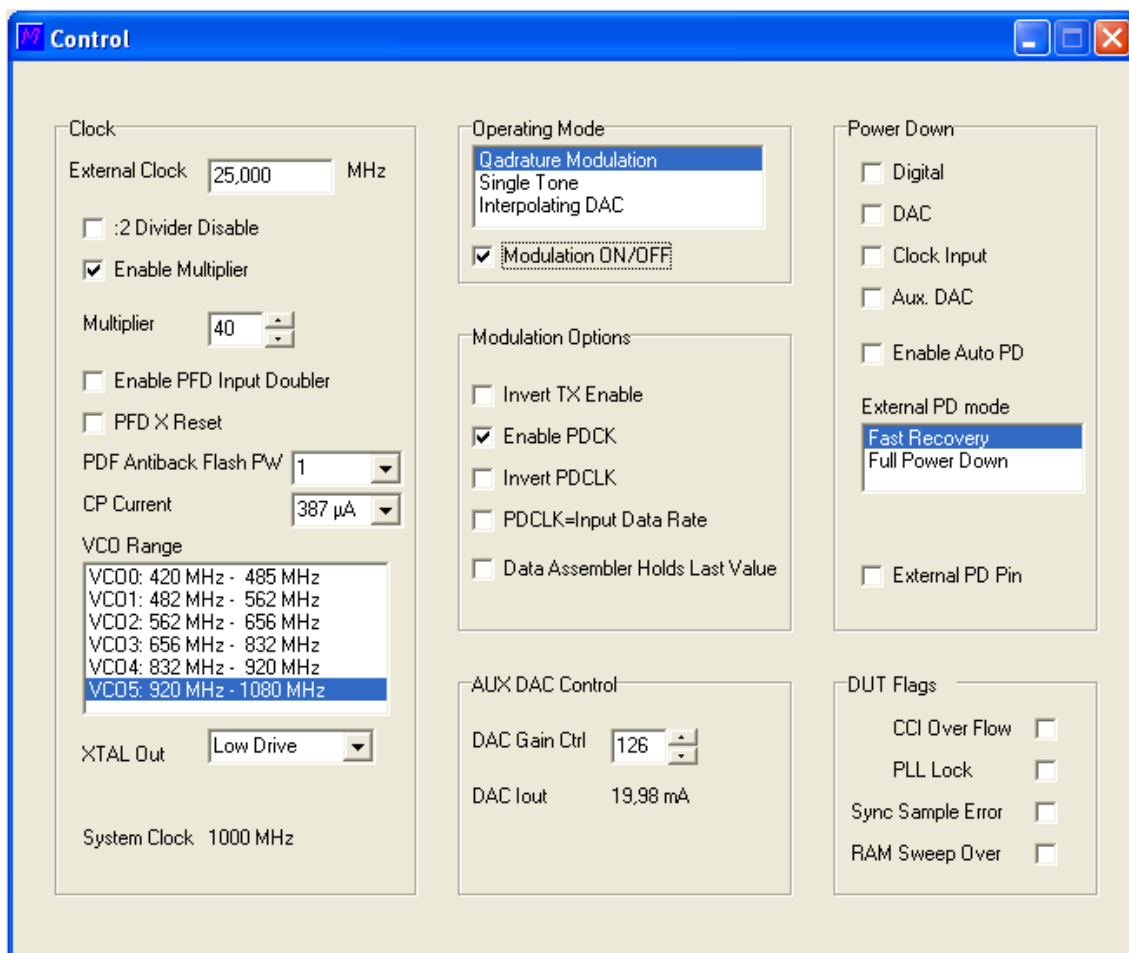 Control
Clock
External Clock 25,000 MHz
:2 Divider Disable
Enable Multiplier
Multiplier 40
Enable PFD Input Doubler
PFD X Reset
PDF Antiback Flash PW 1
CP Current 387 µA
VCO Range
VCO0: 420 MHz - 485 MHz
VCO1: 482 MHz - 562 MHz
VCO2: 562 MHz - 656 MHz
VCO3: 656 MHz - 832 MHz
VCO4: 832 MHz - 920 MHz
VCO5: 920 MHz - 1080 MHz
XTAL Out Low Drive
System Clock 1000 MHz
Operating Mode
Qadrature Modulation
Single Tone
Interpolating DAC
Modulation ON/OFF
Modulation Options
Invert TX Enable
Enable PDCK
Invert PDCLK
PDCLK=Input Data Rate
Data Assembler Holds Last Value
AUX DAC Control
DAC Gain Ctrl 126
DAC Iout 19,98 mA
Power Down
Digital
DAC
Clock Input
Aux. DAC
Enable Auto PD
External PD mode
Fast Recovery
Full Power Down
External PD Pin
DUT Flags
CCI Over Flow
PLL Lock
Sync Sample Error
RAM Sweep Over